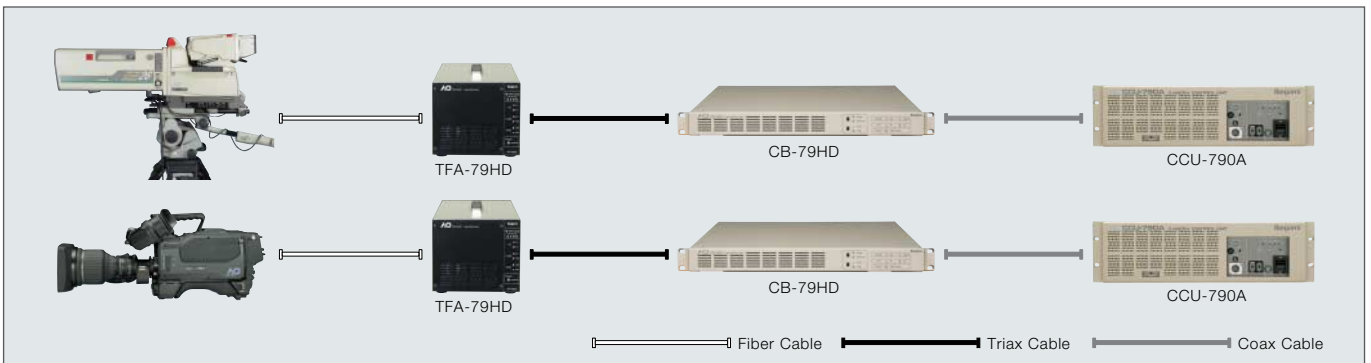 TFA-79HD
CB-79HD
CCU-790A
TFA-79HD
CB-79HD
CCU-790A
Fiber Cable
Triax Cable
Coax Cable